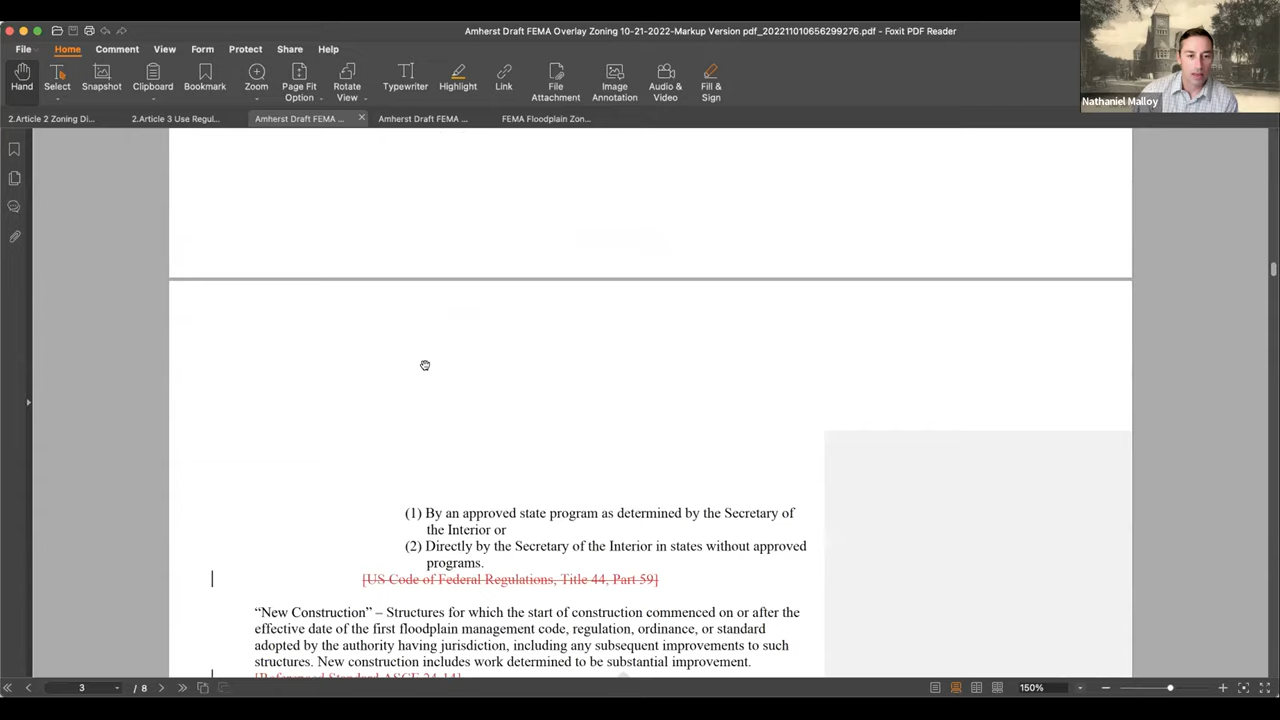 Amherst Draft FEMA Overlay Zoning 10-21-2022-Markup Version pdf_202211010656299276.pdf - Foxit PDF Reader
File Home Comment View Form Protect Share Help
Hand Select Snapshot Clipboard Bookmark Zoom Page Fit Option Rotate View Typewriter Highlight Link File Attachment Image Annotation Audio & Video Fill & Sign
Nathaniel Malloy
2.Article 2 Zoning Di... 2.Article 3 Use Regul... Amherst Draft FEMA ... Amherst Draft FEMA ... FEMA Floodplain Zon...
(1) By an approved state program as determined by the Secretary of
the Interior or
(2) Directly by the Secretary of the Interior in states without approved
programs.
[US Code of Federal Regulations, Title 44, Part 59]
“New Construction” – Structures for which the start of construction commenced on or after the
effective date of the first floodplain management code, regulation, ordinance, or standard
adopted by the authority having jurisdiction, including any subsequent improvements to such
structures. New construction includes work determined to be substantial improvement.
[Referenced Standard ASCE 24-14]
3 / 8 150%